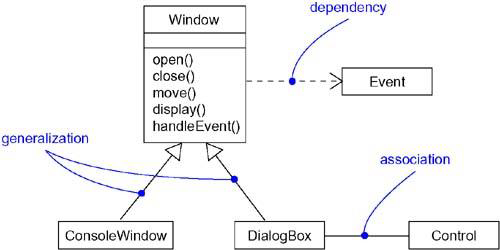 dependency
Window
open()
close()
move()
display()
handleEvent()
Event
generalization
association
ConsoleWindow
DialogBox
Control